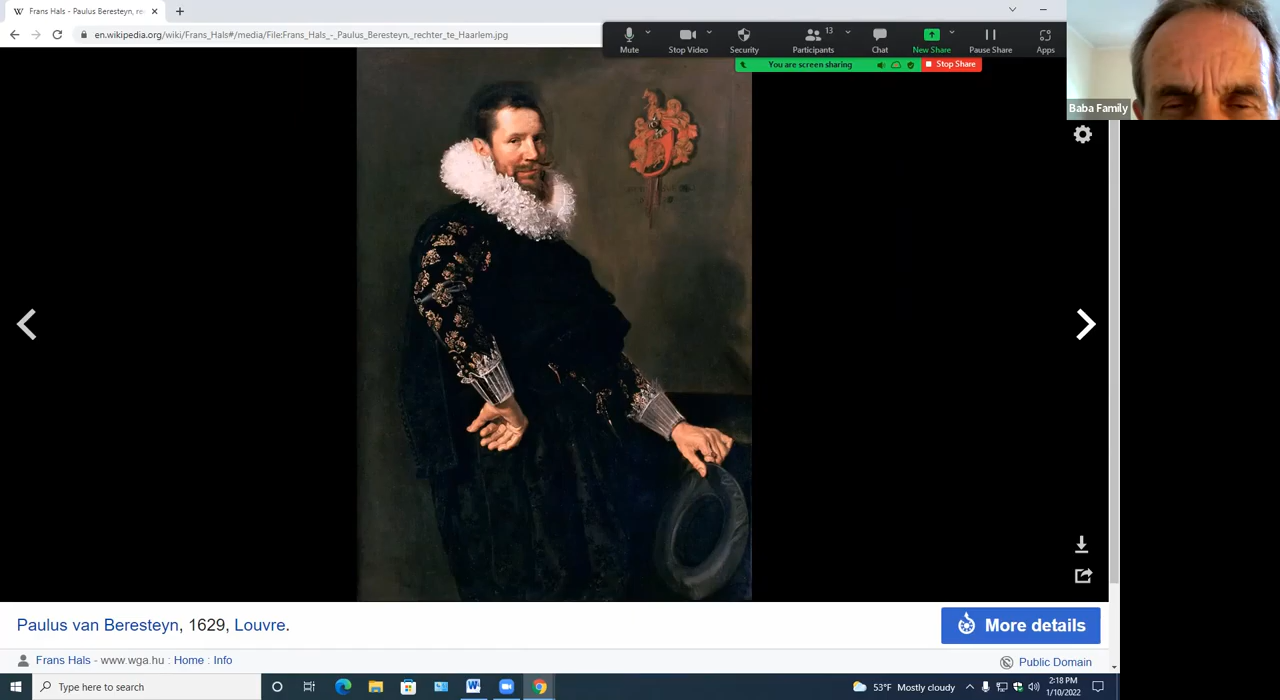 Frans Hals - Paulus Beresteyn, re
en.wikipedia.org/wiki/Frans_Hals#/media/File:Frans_Hals_-_Paulus_Beresteyn,_rechter_te_Haarlem.jpg
Mute
Stop Video
Security
13
Participants
Chat
New Share
Pause Share
Apps
You are screen sharing
Stop Share
Baba Family
Paulus van Beresteyn, 1629, Louvre.
More details
Frans Hals - www.wga.hu : Home : Info
Public Domain
Type here to search
53°F Mostly cloudy
2:18 PM
1/10/2022